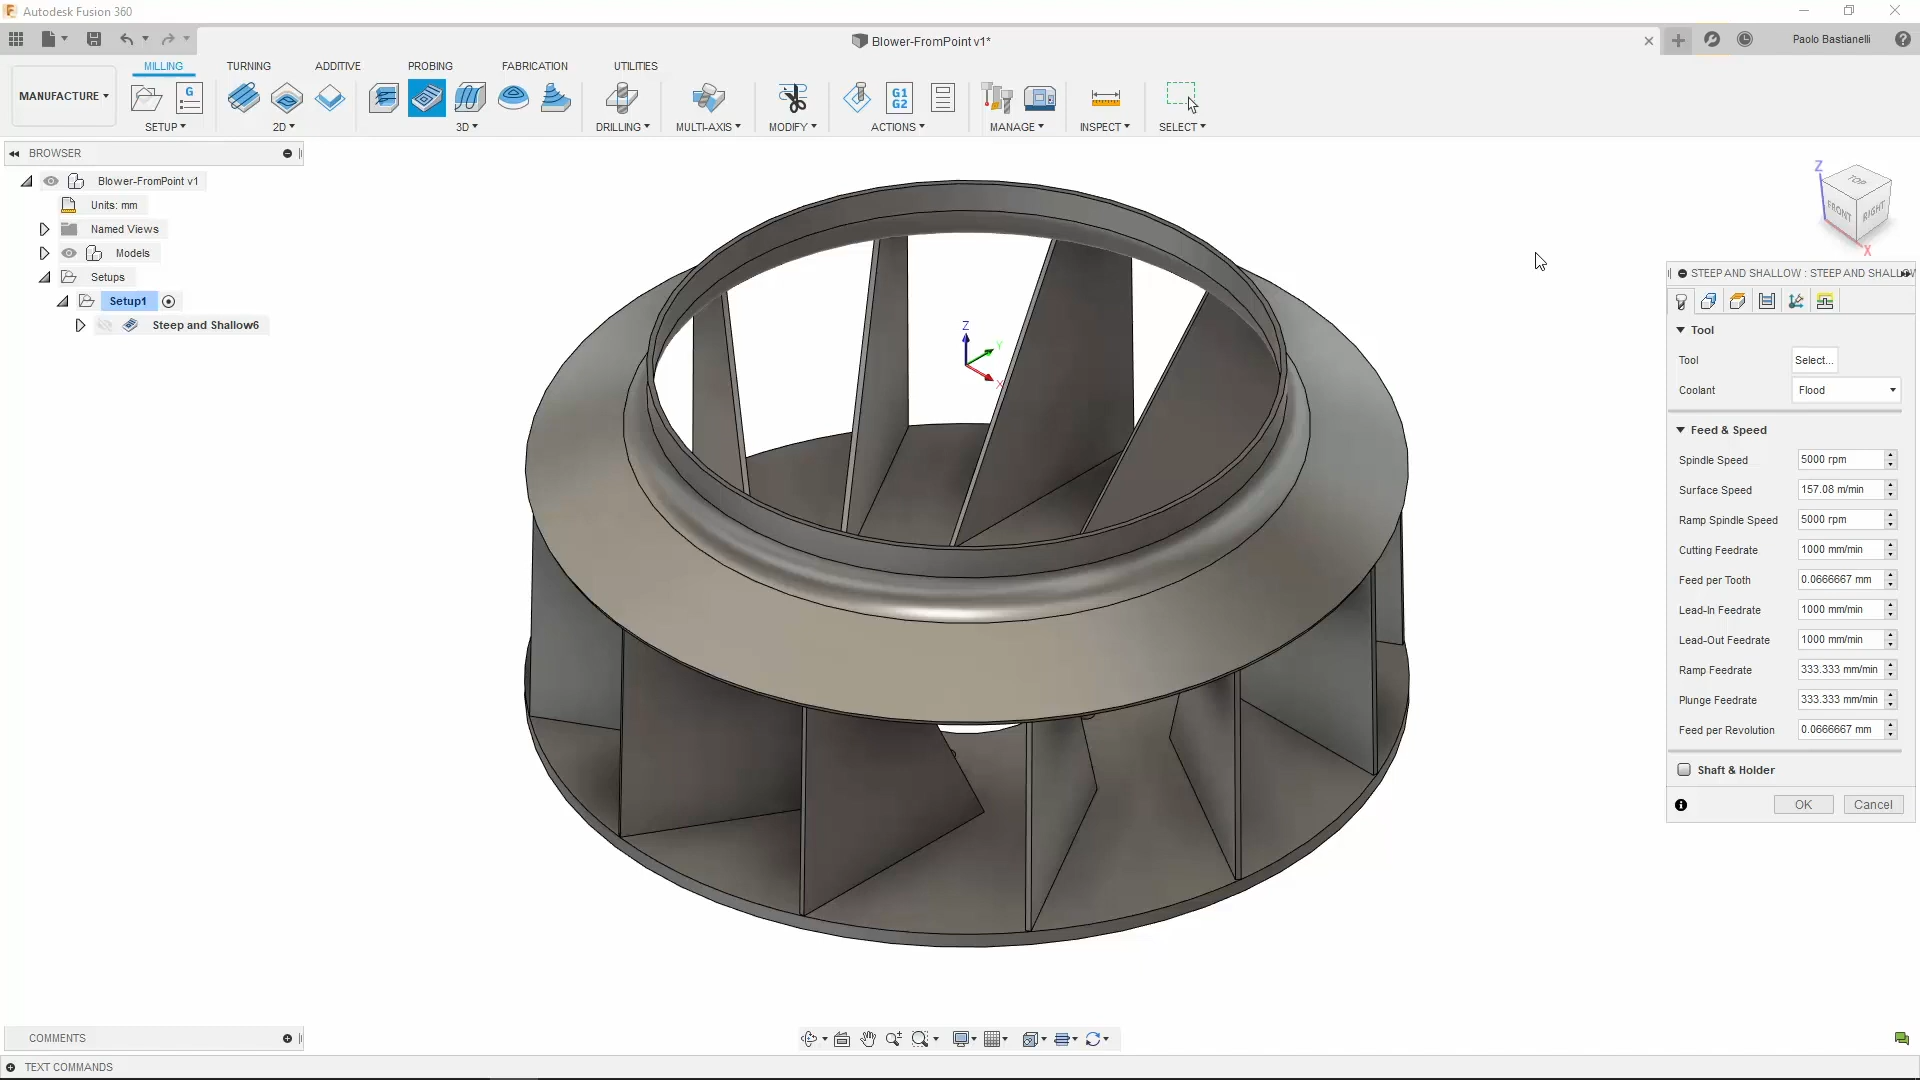 Autodesk Fusion 360
Blower-FromPoint v1*
Paolo Bastianelli
MILLING TURNING ADDITIVE PROBING FABRICATION UTILITIES
MANUFACTURE
G
G1
G2
SETUP 2D 3D DRILLING MULTI-AXIS MODIFY ACTIONS MANAGE INSPECT SELECT
BROWSER
Blower-FromPoint v1
Units: mm
Named Views
Models
Setups
Setup1
Steep and Shallow6
Z
Y
X
Z
TOP
FRONT
RIGHT
X
STEEP AND SHALLOW : STEEP AND SHALLOW
Tool
Tool Select...
Coolant Flood
Feed & Speed
Spindle Speed 5000 rpm
Surface Speed 157.08 m/min
Ramp Spindle Speed 5000 rpm
Cutting Feedrate 1000 mm/min
Feed per Tooth 0.0666667 mm
Lead-In Feedrate 1000 mm/min
Lead-Out Feedrate 1000 mm/min
Ramp Feedrate 333.333 mm/min
Plunge Feedrate 333.333 mm/min
Feed per Revolution 0.0666667 mm
Shaft & Holder
OK Cancel
COMMENTS
TEXT COMMANDS